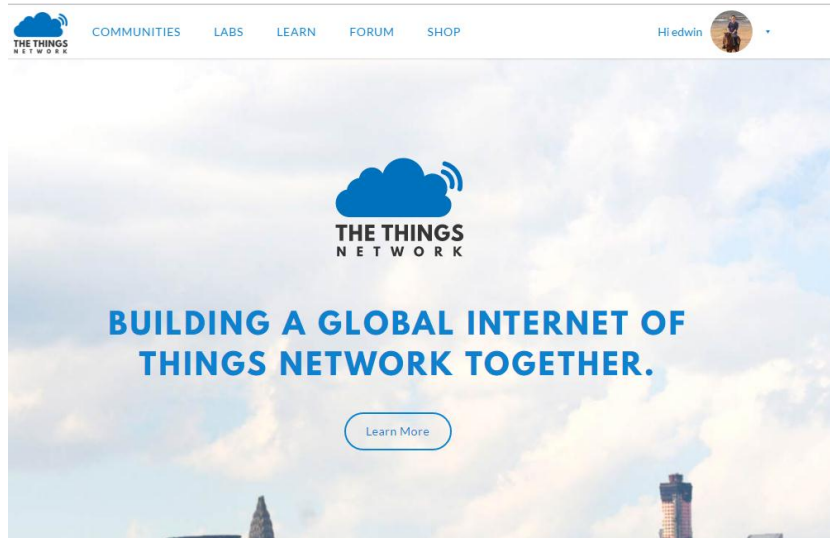 THE THINGS
NETWORK
COMMUNITIES LABS LEARN FORUM SHOP Hi edwin
THE THINGS
NETWORK
BUILDING A GLOBAL INTERNET OF
THINGS NETWORK TOGETHER.
Learn More